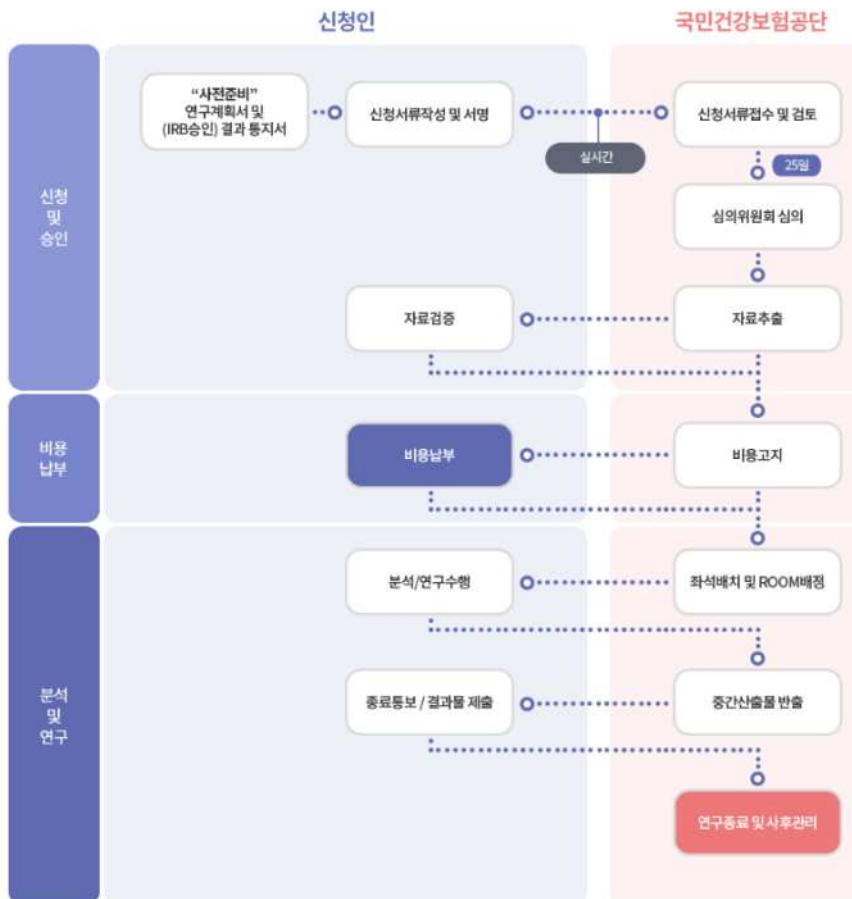 신청인
국민건강보험공단
신청
및
승인
“사전준비”
연구계획서 및
(IRB승인) 결과 통지서
신청서류작성 및 서명
실시간
신청서류접수 및 검토
25일
심의위원회 심의
자료검증
자료추출
비용
납부
비용납부
비용고지
분석
및
연구
분석/연구수행
좌석배치 및 ROOM배정
종료통보 / 결과물 제출
중간산출물 반출
연구종료 및 사후관리